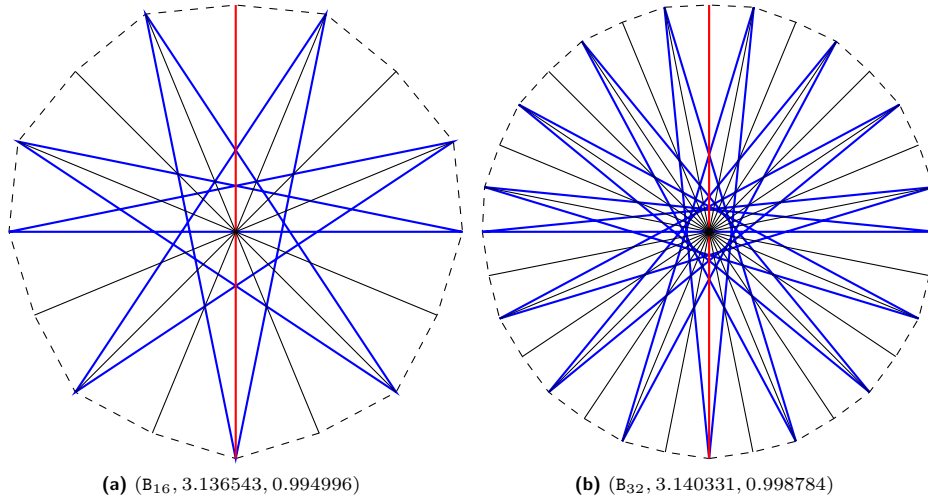 (a) (B₁₆, 3.136543, 0.994996)
(b) (B₃₂, 3.140331, 0.998784)